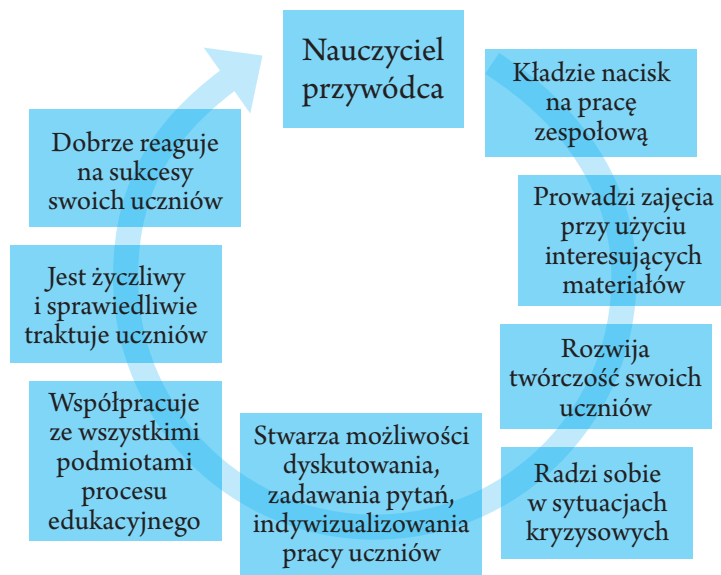 Nauczyciel
przywódca
Kładzie nacisk
na pracę
zespołową
Prowadzi zajęcia
przy użyciu
interesujących
materiałów
Rozwija
twórczość swoich
uczniów
Radzi sobie
w sytuacjach
kryzysowych
Stwarza możliwości
dyskutowania,
zadawania pytań,
indywizualizowania
pracy uczniów
Współpracuje
ze wszystkimi
podmiotami
procesu
edukacyjnego
Jest życzliwy
i sprawiedliwie
traktuje uczniów
Dobrze reaguje
na sukcesy
swoich uczniów